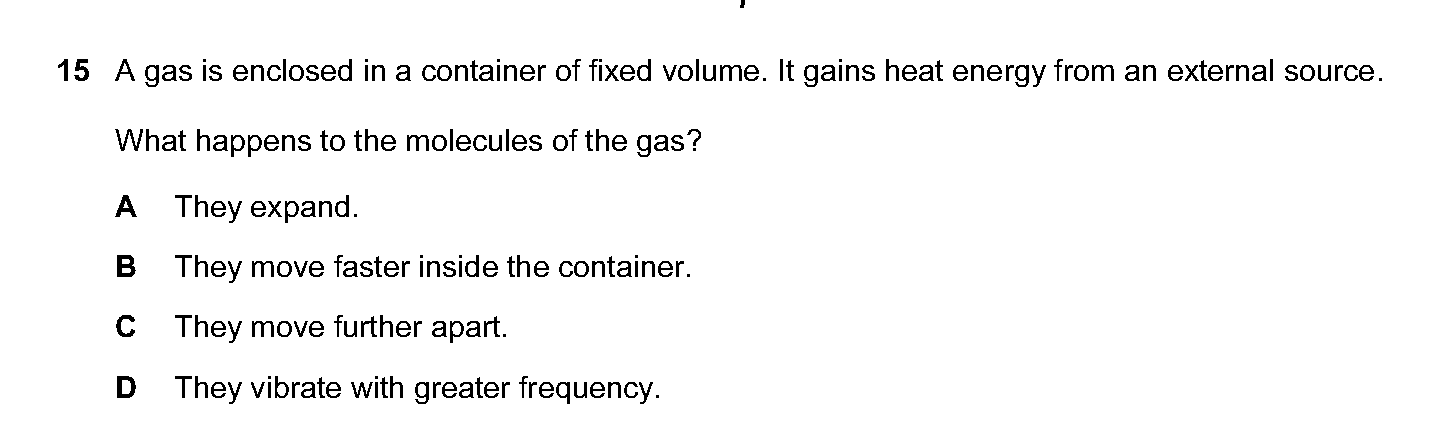 15 A gas is enclosed in a container of fixed volume. It gains heat energy from an external source.
What happens to the molecules of the gas?
A They expand.
B They move faster inside the container.
C They move further apart.
D They vibrate with greater frequency.